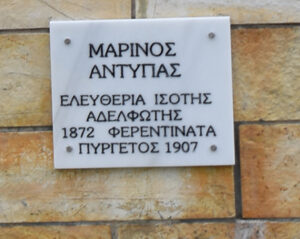 ΜΑΡΙΝΟΣ
ΑΝΤΥΠΑΣ
ΕΛΕΥΘΕΡΙΑ ΙΣΟΤΗΣ
ΑΔΕΛΦΩΤΗΣ
1872 ΦΕΡΕΝΤΙΝΑΤΑ
ΠΥΡΓΕΤΟΣ 1907